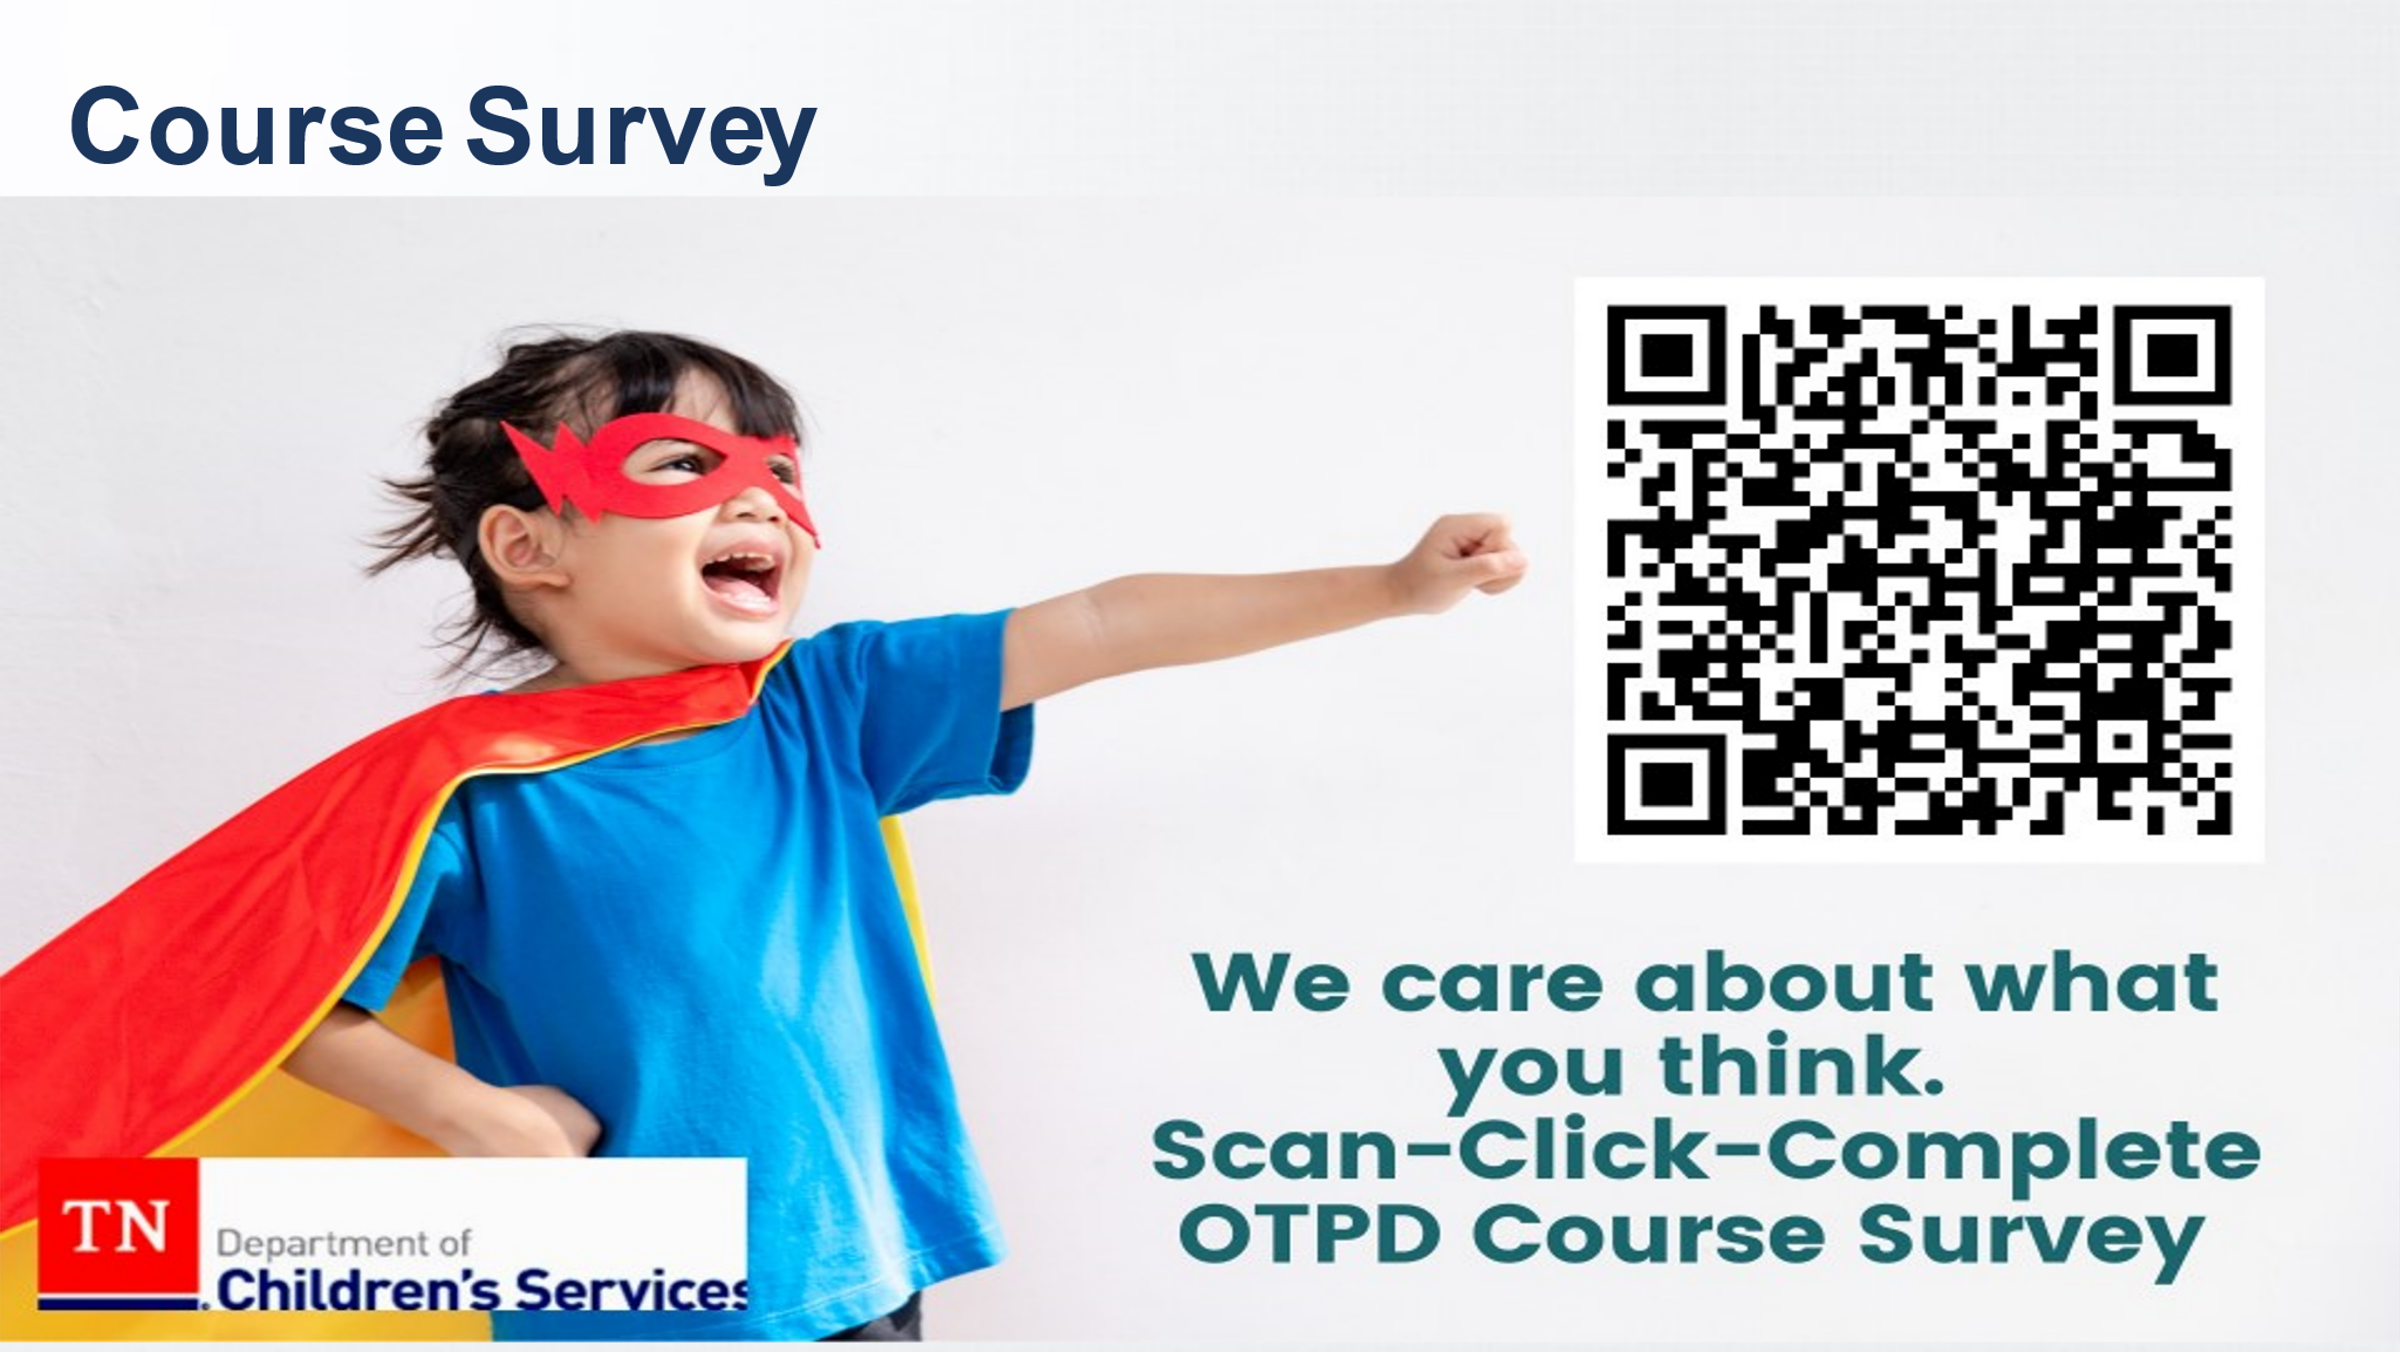 Course Survey
We care about what
you think.
Scan-Click-Complete
OTPD Course Survey
TN
Department of
Children's Services